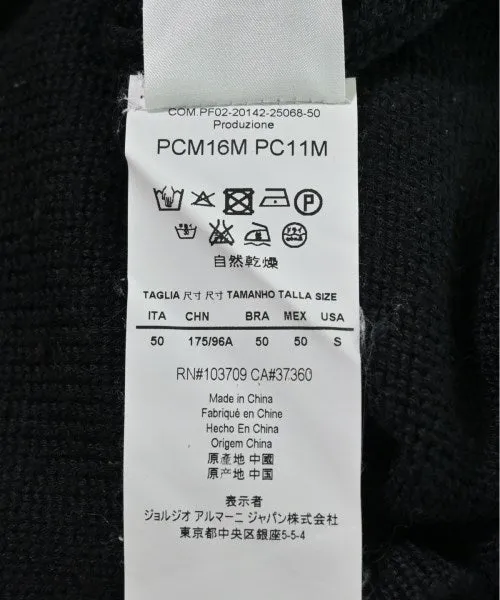 COM.PF02-20142-25068-50
Produzione
PCM16M PC11M
P
ドライ
自然乾燥
TAGLIA 尺寸 尺寸 TAMANHO TALLA SIZE
ITA CHN BRA MEX USA
50 175/96A 50 50 S
RN#103709 CA#37360
Made in China
Fabriqué en Chine
Hecho En China
Origem China
原產地 中國
原产地 中国
表示者
ジョルジオ アルマーニ ジャパン株式会社
東京都中央区銀座5-5-4